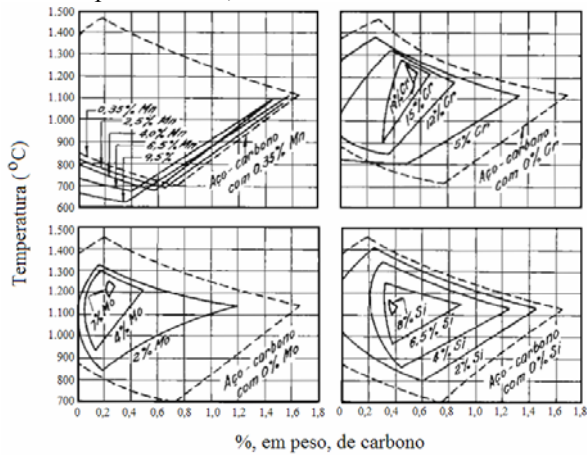 1.500
1.400
1.300
1.200
1.100
1.000
900
800
700
600
0,35% Mn
2,5% Mn
4,0% Mn
6,5% Mn
9,5%
Aço-carbono
com 0.35% Mn
15% Cr
12% Cr
5% Cr
Aço-carbono
com 0% Cr
Temperatura (°C)
1.500
1.400
1.300
1.200
1.100
1.000
900
800
700
7% Mo
4% Mo
2% Mo
Aço-carbono
com 0% Mo
8% Si
6.5% Si
2% Si
Aço-carbono
com 0% Si
0 0,2 0,4 0,6 0,8 1,0 1,2 1,4 1,6 1,8
0,2 0,4 0,6 0,8 1,0 1,2 1,4 1,6 1,8
%, em peso, de carbono